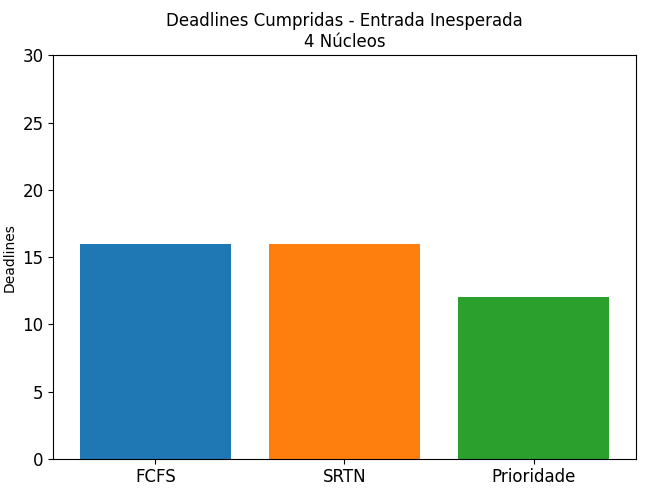 Deadlines Cumpridas - Entrada Inesperada
4 Núcleos
30
25
20
15
10
5
0
Deadlines
FCFS
SRTN
Prioridade